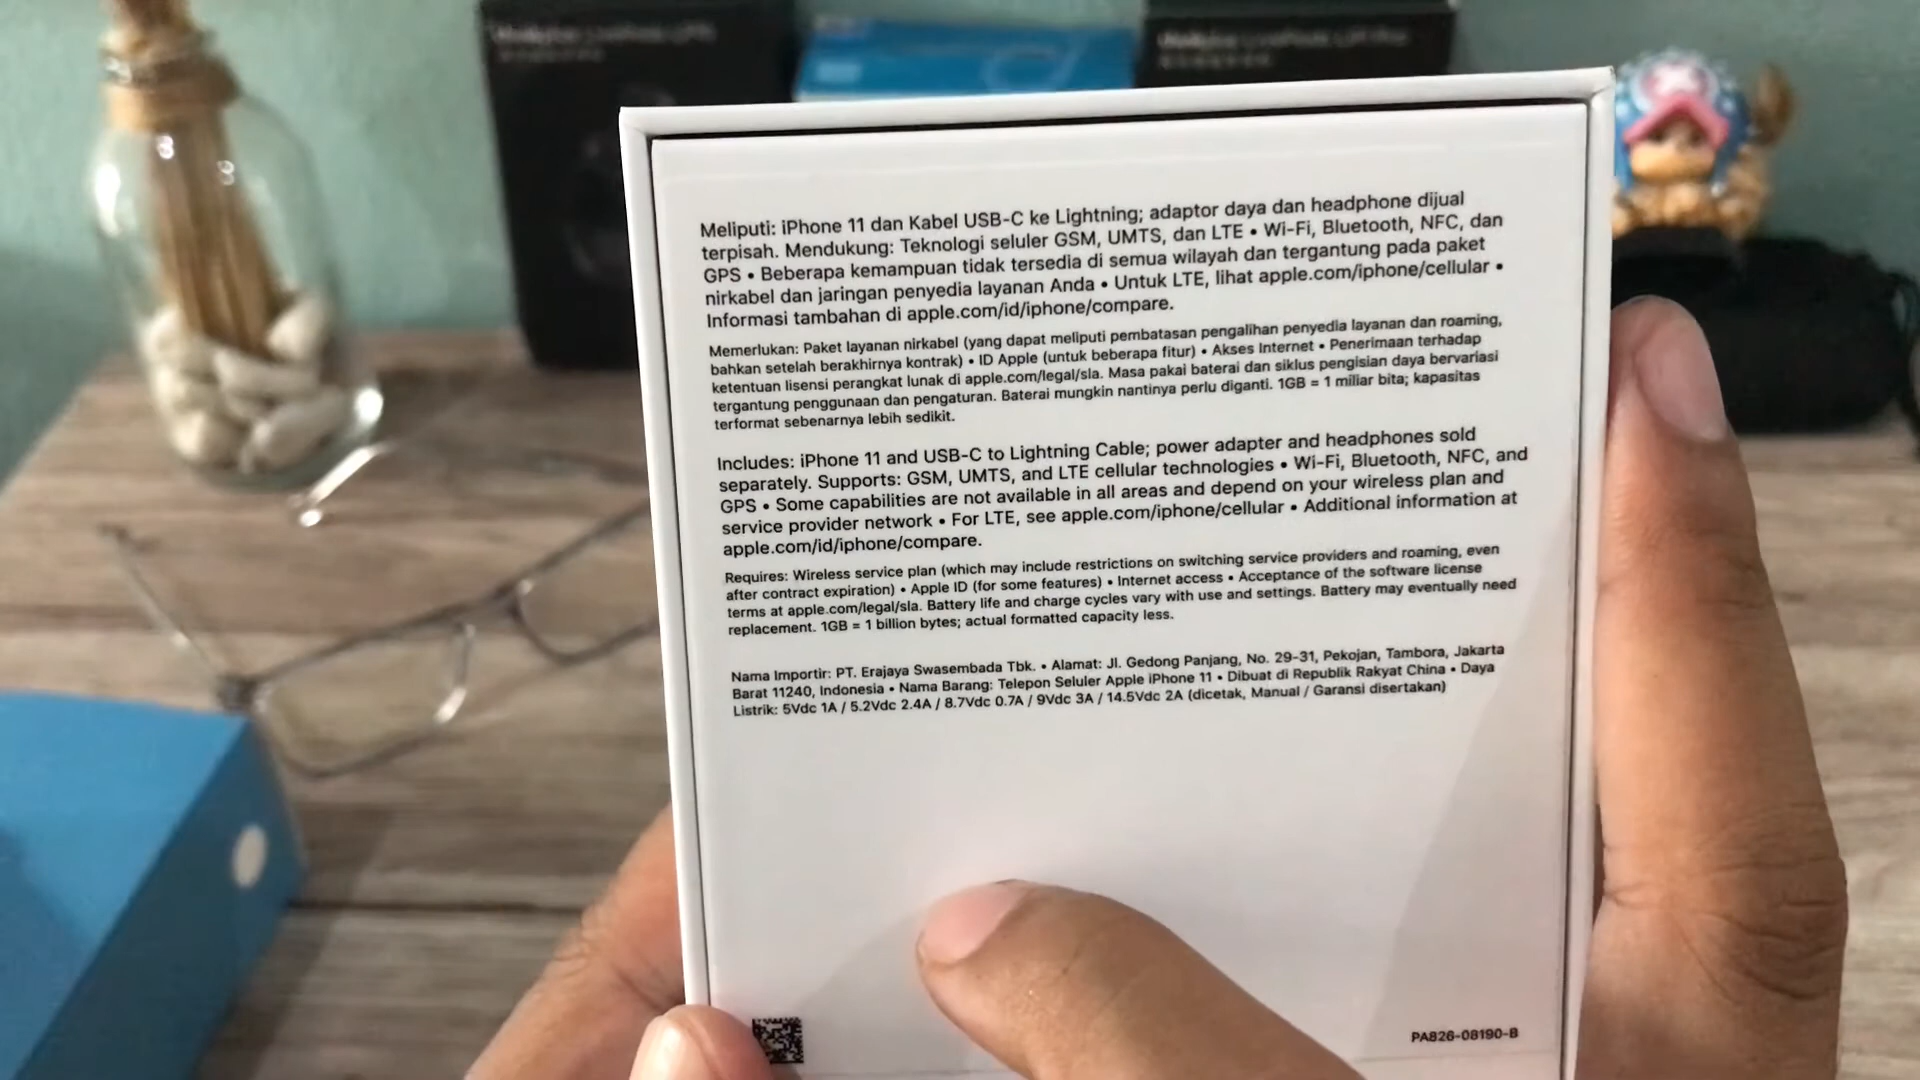 Meliputi: iPhone 11 dan Kabel USB-C ke Lightning; adaptor daya dan headphone dijual
terpisah. Mendukung: Teknologi seluler GSM, UMTS, dan LTE • Wi-Fi, Bluetooth, NFC, dan
GPS • Beberapa kemampuan tidak tersedia di semua wilayah dan tergantung pada paket
nirkabel dan jaringan penyedia layanan Anda • Untuk LTE, lihat apple.com/iphone/cellular •
Informasi tambahan di apple.com/id/iphone/compare.
Memerlukan: Paket layanan nirkabel (yang dapat meliputi pembatasan pengalihan penyedia layanan dan roaming,
bahkan setelah berakhirnya kontrak) • ID Apple (untuk beberapa fitur) • Akses Internet • Penerimaan terhadap
ketentuan lisensi perangkat lunak di apple.com/legal/sla. Masa pakai baterai dan siklus pengisian daya bervariasi
tergantung penggunaan dan pengaturan. Baterai mungkin nantinya perlu diganti. 1GB = 1 miliar bita; kapasitas
terformat sebenarnya lebih sedikit.
Includes: iPhone 11 and USB-C to Lightning Cable; power adapter and headphones sold
separately. Supports: GSM, UMTS, and LTE cellular technologies • Wi-Fi, Bluetooth, NFC, and
GPS • Some capabilities are not available in all areas and depend on your wireless plan and
service provider network • For LTE, see apple.com/iphone/cellular • Additional information at
apple.com/id/iphone/compare.
Requires: Wireless service plan (which may include restrictions on switching service providers and roaming, even
after contract expiration) • Apple ID (for some features) • Internet access • Acceptance of the software license
terms at apple.com/legal/sla. Battery life and charge cycles vary with use and settings. Battery may eventually need
replacement. 1GB = 1 billion bytes; actual formatted capacity less.
Nama Importir: PT. Erajaya Swasembada Tbk. • Alamat: Jl. Gedong Panjang, No. 29-31, Pekojan, Tambora, Jakarta
Barat 11240, Indonesia • Nama Barang: Telepon Seluler Apple iPhone 11 • Dibuat di Republik Rakyat China • Daya
Listrik: 5Vdc 1A / 5.2Vdc 2.4A / 8.7Vdc 0.7A / 9Vdc 3A / 14.5Vdc 2A (dicetak, Manual / Garansi disertakan)
PA826-08190-B